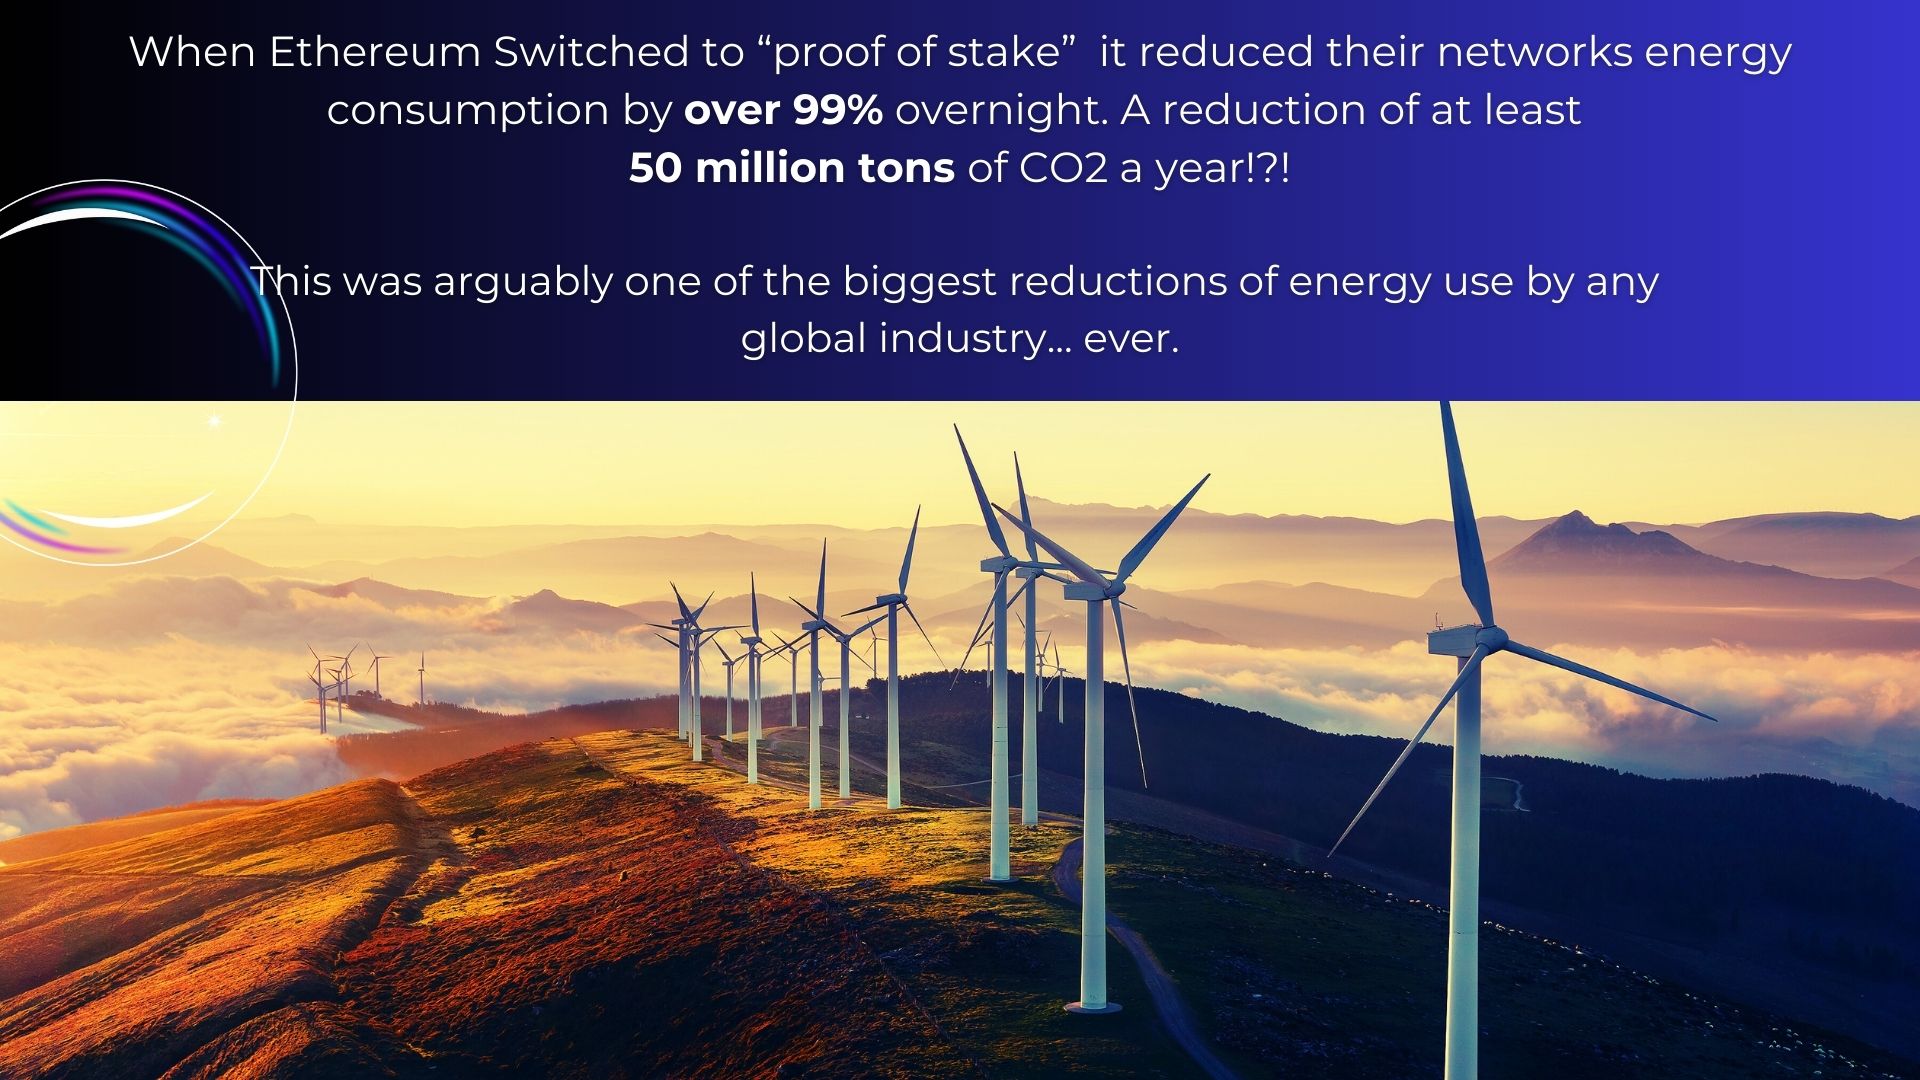 When Ethereum Switched to “proof of stake”  it reduced their networks energy
consumption by over 99% overnight. A reduction of at least
50 million tons of CO2 a year!?!
This was arguably one of the biggest reductions of energy use by any
global industry... ever.